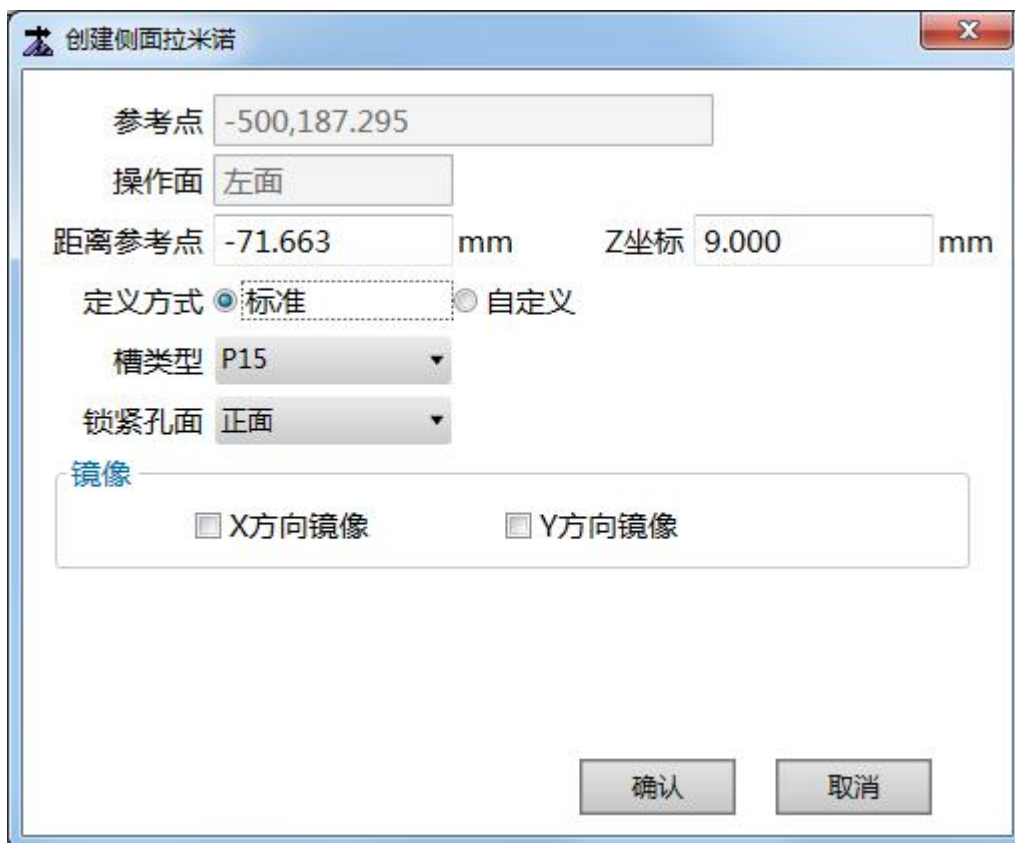 创建侧面拉米诺
参考点 -500,187.295
操作面 左面
距离参考点 -71.663 mm Z坐标 9.000 mm
定义方式 标准 自定义
槽类型 P15
锁紧孔面 正面
镜像
X方向镜像 Y方向镜像
确认 取消